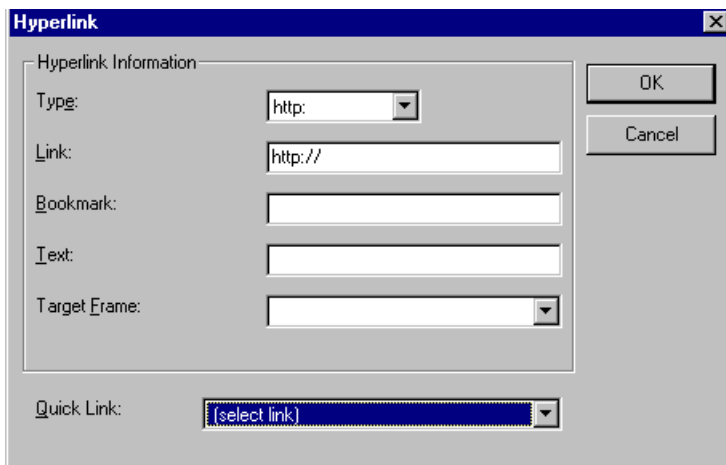 Hyperlink
Hyperlink Information
Type: http:
Link: http://
Bookmark:
Text:
Target Frame:
Quick Link: (select link)
OK
Cancel